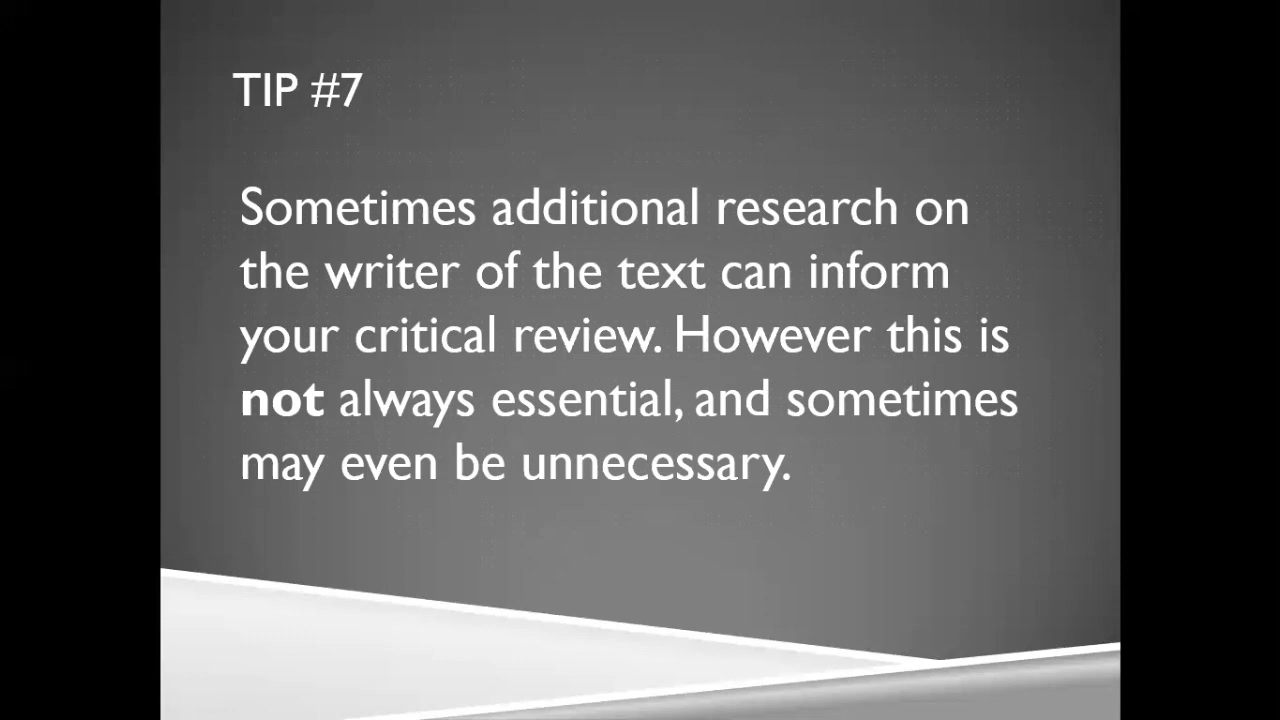 TIP #7
Sometimes additional research on
the writer of the text can inform
your critical review. However this is
not always essential, and sometimes
may even be unnecessary.